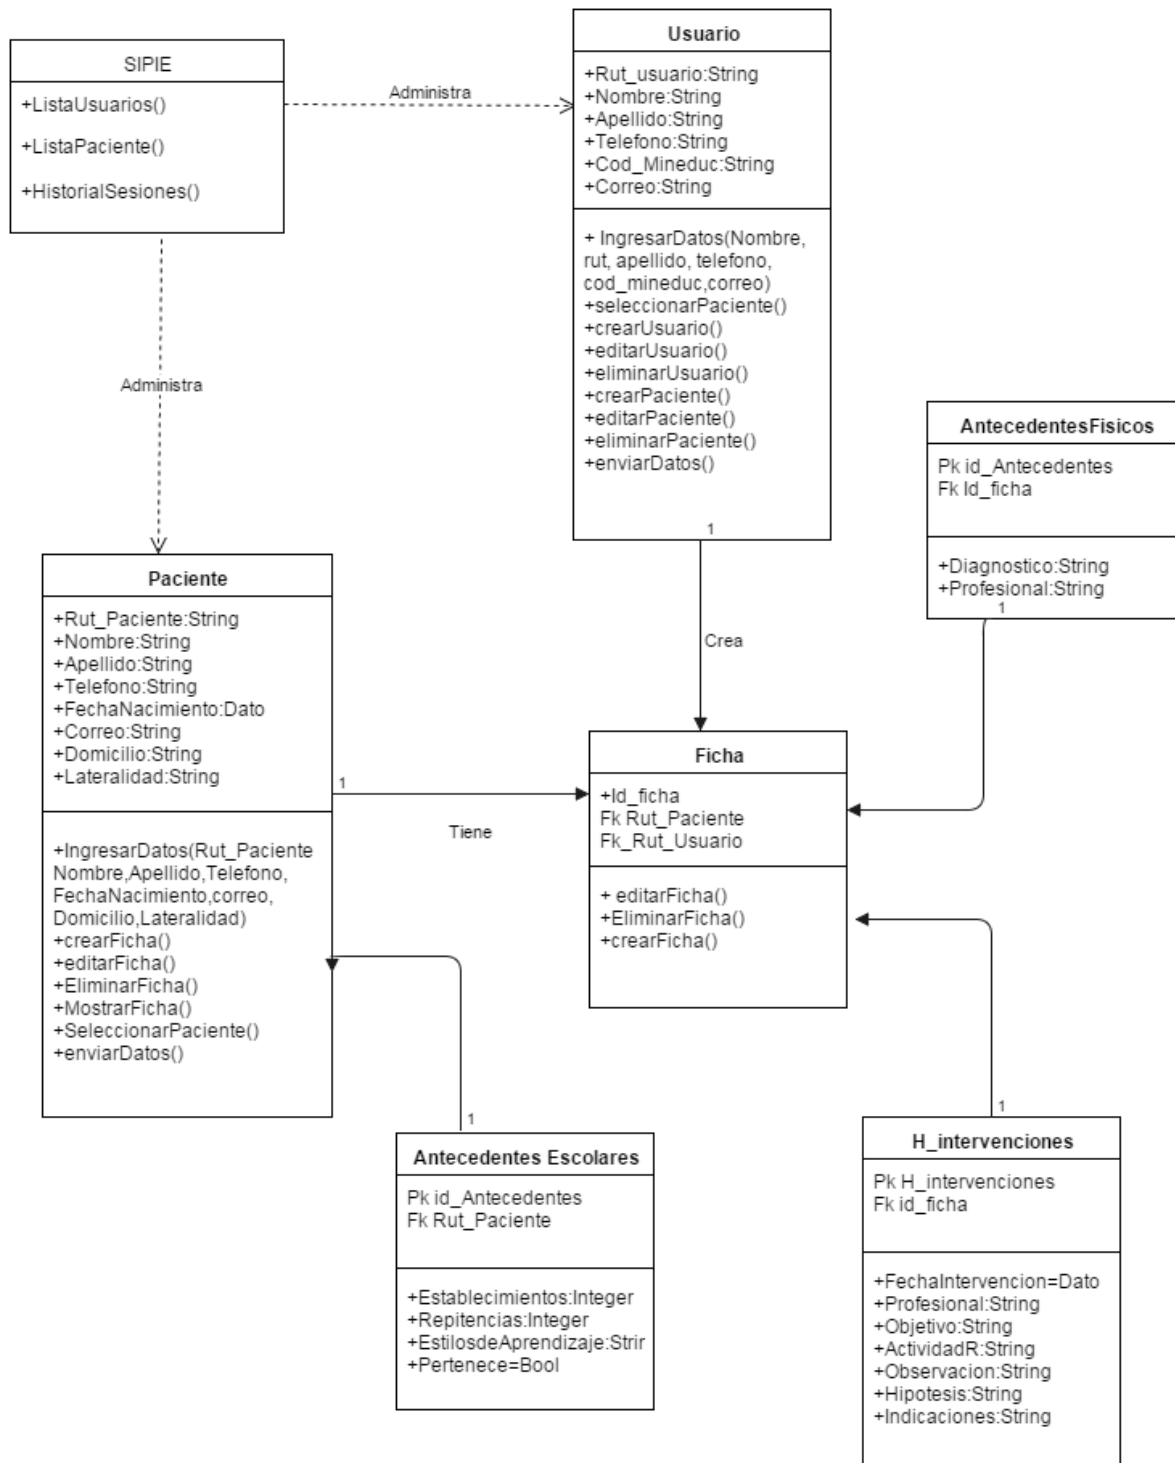 SIPIE
+ListaUsuarios()
+ListaPaciente()
+HistorialSesiones()
Administra
Usuario
+Rut_usuario:String
+Nombre:String
+Apellido:String
+Telefono:String
+Cod_Mineduc:String
+Correo:String
+ IngresarDatos(Nombre,
rut, apellido, telefono,
cod_mineduc,correo)
+seleccionarPaciente()
+crearUsuario()
+editarUsuario()
+eliminarUsuario()
+crearPaciente()
+editarPaciente()
+eliminarPaciente()
+enviarDatos()
1
Administra
Crea
AntecedentesFisicos
Pk id_Antecedentes
Fk Id_ficha
+Diagnostico:String
+Profesional:String
1
Paciente
+Rut_Paciente:String
+Nombre:String
+Apellido:String
+Telefono:String
+FechaNacimiento:Dato
+Correo:String
+Domicilio:String
+Lateralidad:String
+IngresarDatos(Rut_Paciente
Nombre,Apellido,Telefono,
FechaNacimiento,correo,
Domicilio,Lateralidad)
+crearFicha()
+editarFicha()
+EliminarFicha()
+MostrarFicha()
+SeleccionarPaciente()
+enviarDatos()
1
Tiene
Ficha
+Id_ficha
Fk Rut_Paciente
Fk_Rut_Usuario
+ editarFicha()
+EliminarFicha()
+crearFicha()
1
Antecedentes Escolares
Pk id_Antecedentes
Fk Rut_Paciente
+Establecimientos:Integer
+Repitencias:Integer
+EstilosdeAprendizaje:Strir
+Pertenece=Bool
1
H_intervenciones
Pk H_intervenciones
Fk id_ficha
+FechaIntervencion=Dato
+Profesional:String
+Objetivo:String
+ActividadR:String
+Observacion:String
+Hipotesis:String
+Indicaciones:String